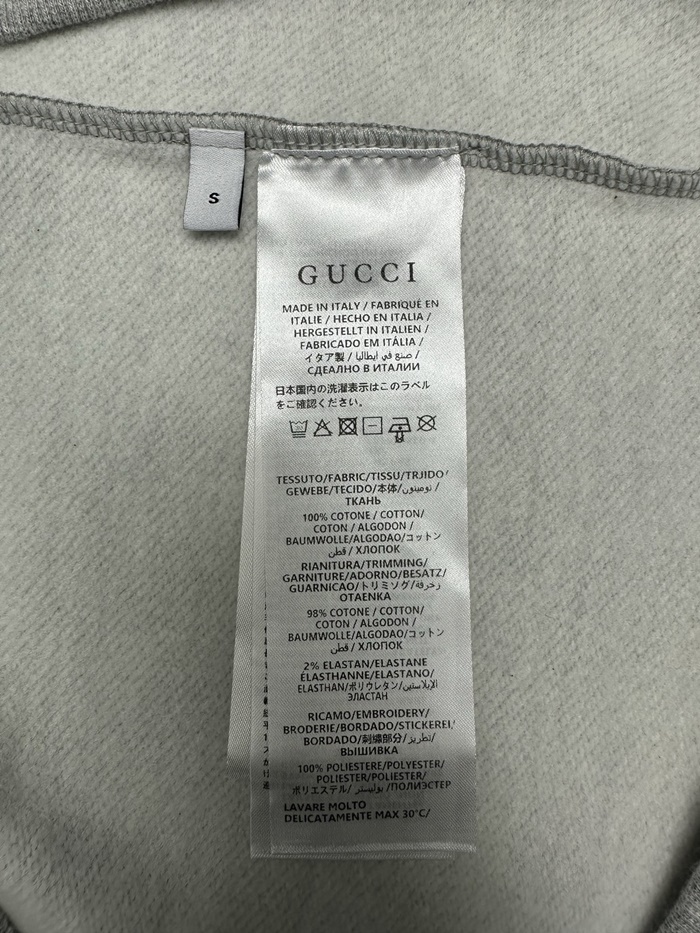 S
GUCCI
MADE IN ITALY / FABRIQUÉ EN
ITALIE / HECHO EN ITALIA /
HERGESTELLT IN ITALIEN /
FABRICADO EM ITÁLIA /
イタア製 / صنع في ايطاليا /
СДЕАЛНО В ИТАЛИИ
日本国内の洗濯表示はこのラベル
をご確認ください。
TESSUTO/FABRIC/TISSU/TRJIDO/
GEWEBE/TECIDO/本体/
ТКАНЬ
100% COTONE / COTTON/
COTON / ALGODON /
BAUMWOLLE/ALGODAO/コットン
قطن / ХЛОПОК
RIANITURA/TRIMMING/
GARNITURE/ADORNO/BESATZ/
GUARNICAO/トリミソグ/زخرفة/
OTAENKA
98% COTONE / COTTON/
COTON / ALGODON /
BAUMWOLLE/ALGODAO/コットン
قطن / ХЛОПОК
2% ELASTAN/ELASTANE
ÉLASTHANNE/ELASTANO/
ELASTHAN/ポリウレタン/الإيلاستين/
ЭЛАСТАН
RICAMO/EMBROIDERY/
BRODERIE/BORDADO/STICKEREI/
BORDADO/刺繍部分/تطريز/
ВЫШИВКА
100% POLIESTERE/POLYESTER/
POLIESTER/POLIESTER/
ポリエステル/ بوليستر /ПОЛИЭСТЕР
LAVARE MOLTO
DELICATAMENTE MAX 30°C/